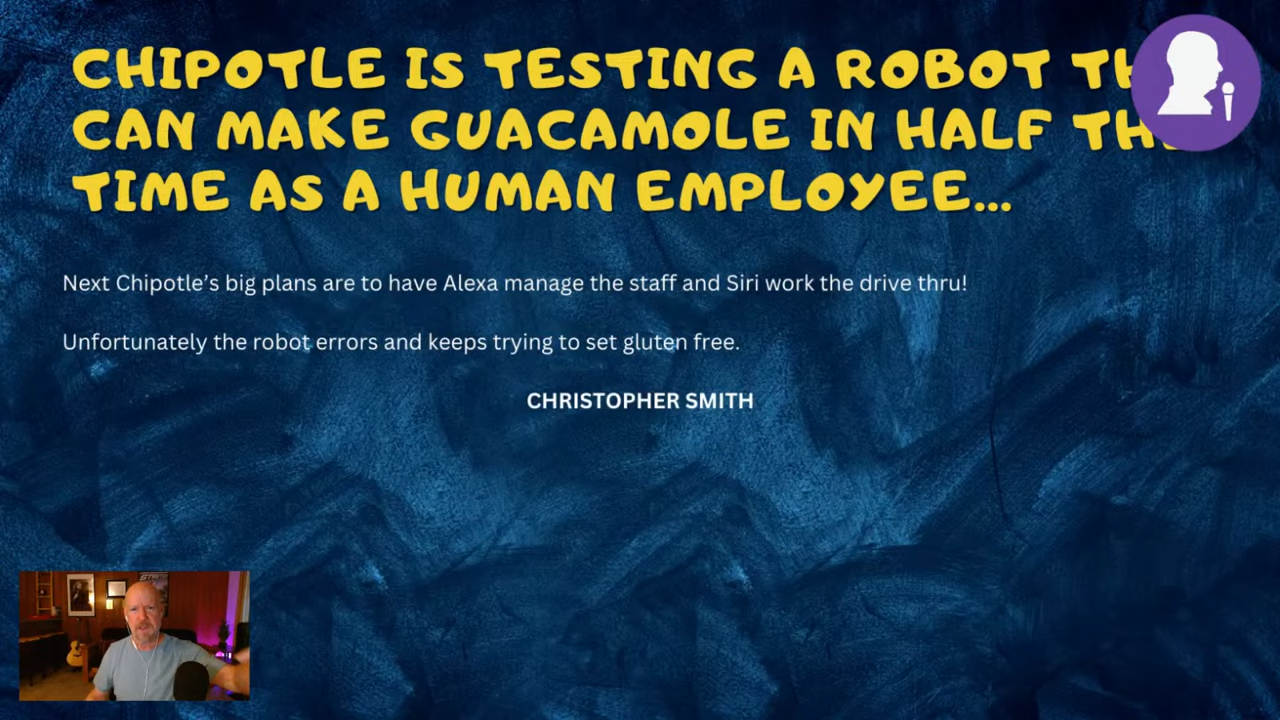 CHIPOTLE IS TESTING A ROBOT
CAN MAKE GUACAMOLE IN HALF
TIME AS A HUMAN EMPLOYEE...
Next Chipotle’s big plans are to have Alexa manage the staff and Siri work the drive thru!
Unfortunately the robot errors and keeps trying to set gluten free.
CHRISTOPHER SMITH